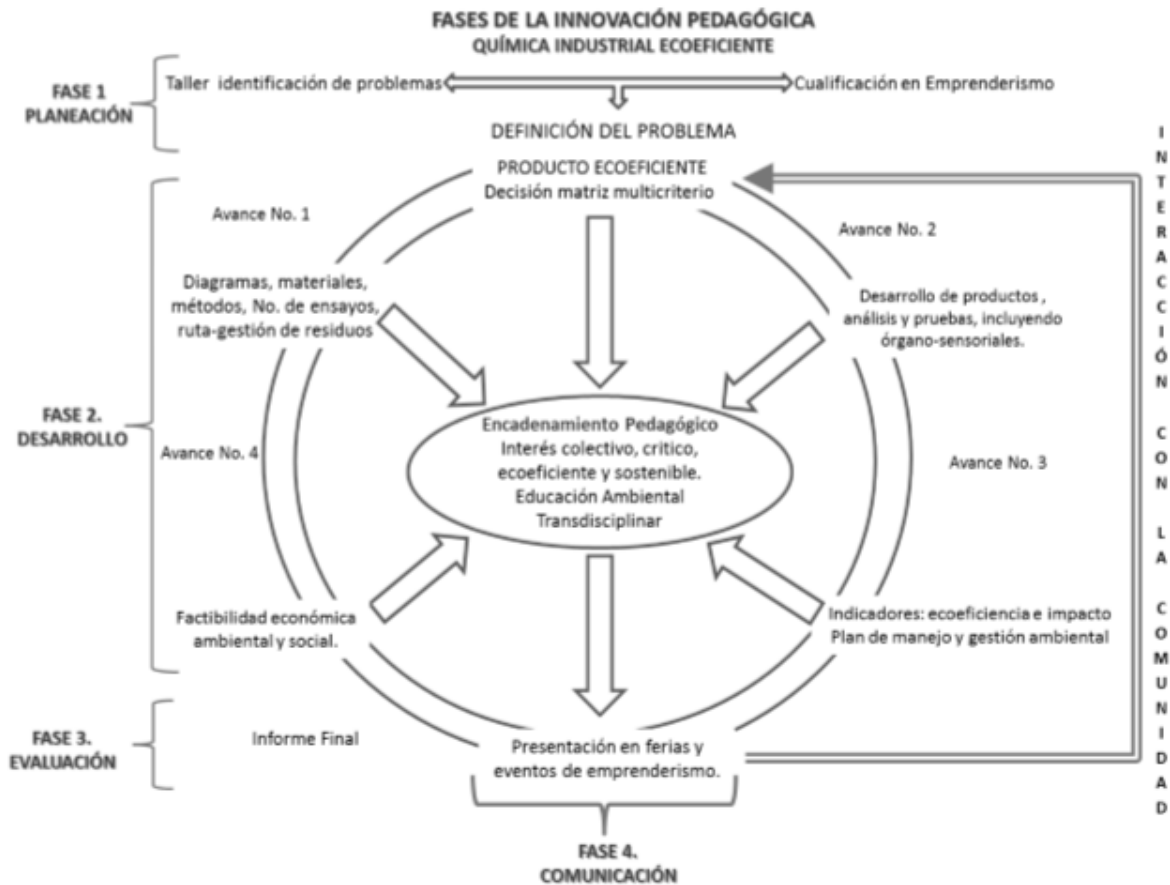 FASES DE LA INNOVACIÓN PEDAGÓGICA
QUÍMICA INDUSTRIAL ECOEFICIENTE
FASE 1
PLANEACIÓN
Taller identificación de problemas
Cualificación en Emprenderismo
DEFINICIÓN DEL PROBLEMA
PRODUCTO ECOEFICIENTE
Decisión matriz multicriterio
Avance No. 1
Avance No. 2
Diagramas, materiales,
métodos, No. de ensayos,
ruta-gestión de residuos
Desarrollo de productos ,
análisis y pruebas, incluyendo
órgano-sensoriales.
FASE 2.
DESARROLLO
Avance No. 4
Encadenamiento Pedagógico
Interés colectivo, critico,
ecoeficiente y sostenible.
Educación Ambiental
Transdisciplinar
Avance No. 3
Factibilidad económica
ambiental y social.
Indicadores: ecoeficiencia e impacto
Plan de manejo y gestión ambiental
FASE 3.
EVALUACIÓN
Informe Final
Presentación en ferias y
eventos de emprenderismo.
FASE 4.
COMUNICACIÓN
INTERACCIÓN CON LA COMUNIDAD